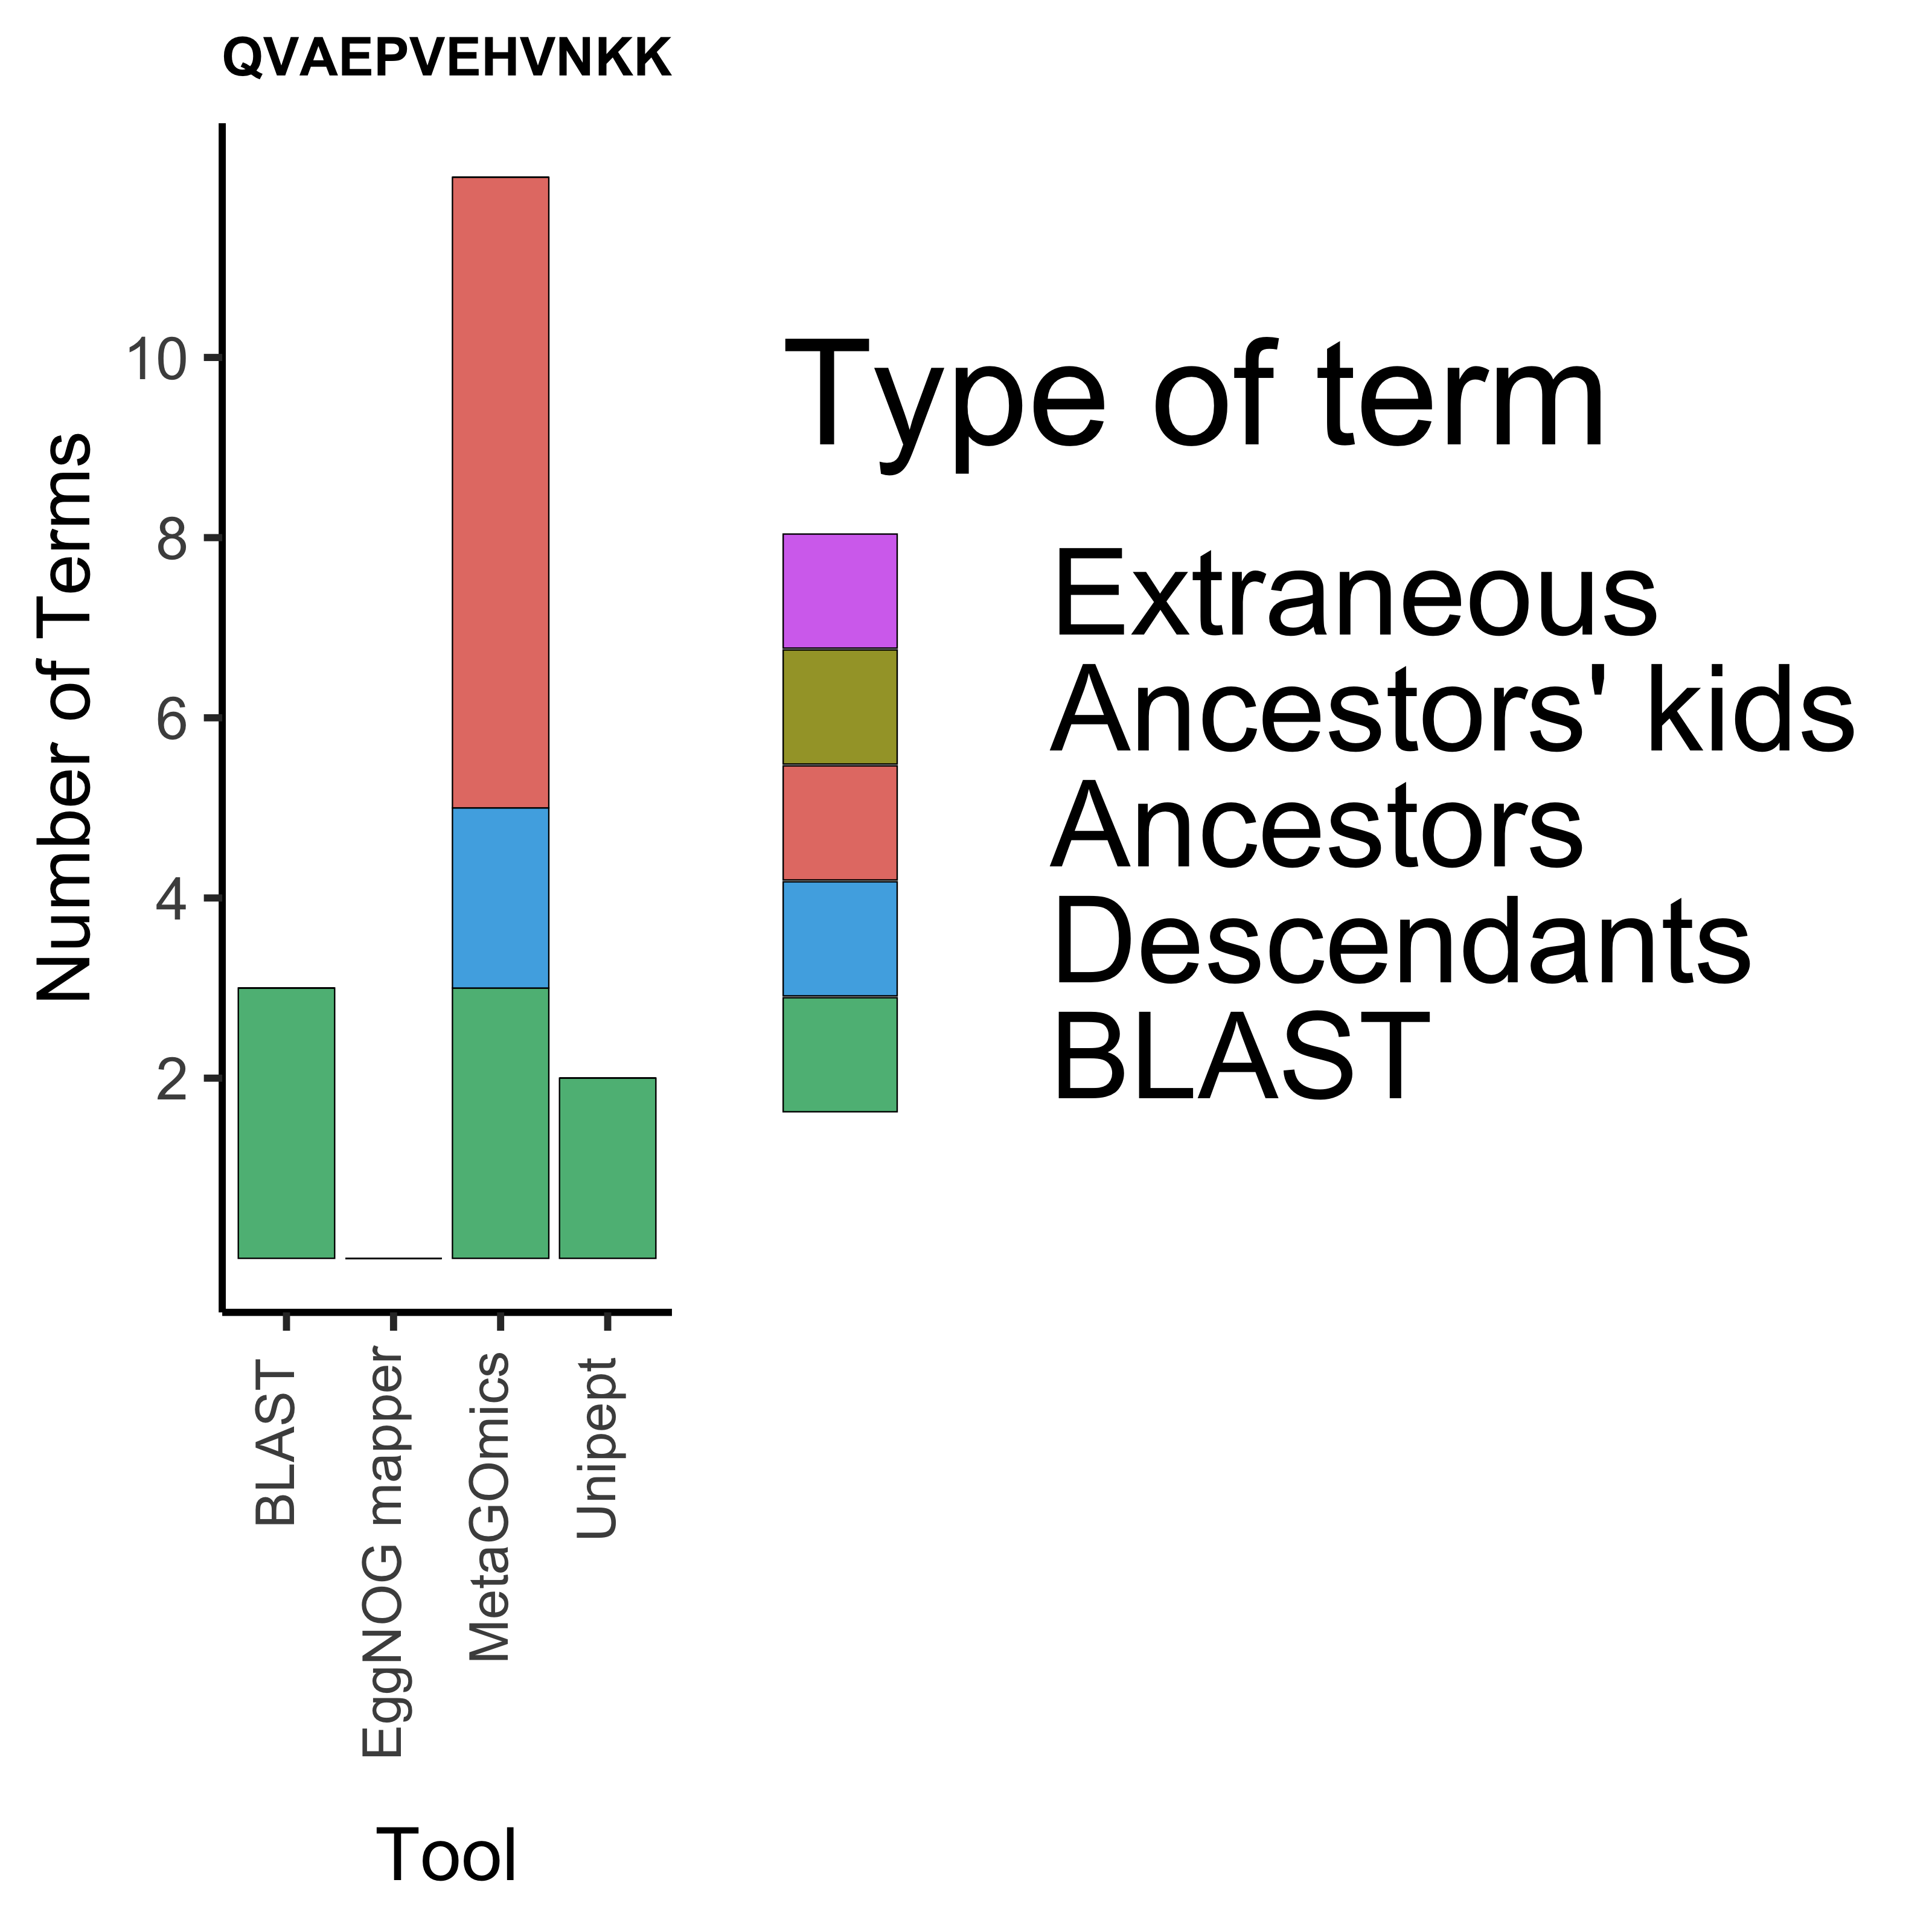 QVAEPVEHVNKK
Number of Terms
10
8
6
4
2
BLAST
EggNOG mapper
MetaGOmics
Unipept
Tool
Type of term
Extraneous
Ancestors' kids
Ancestors
Descendants
BLAST